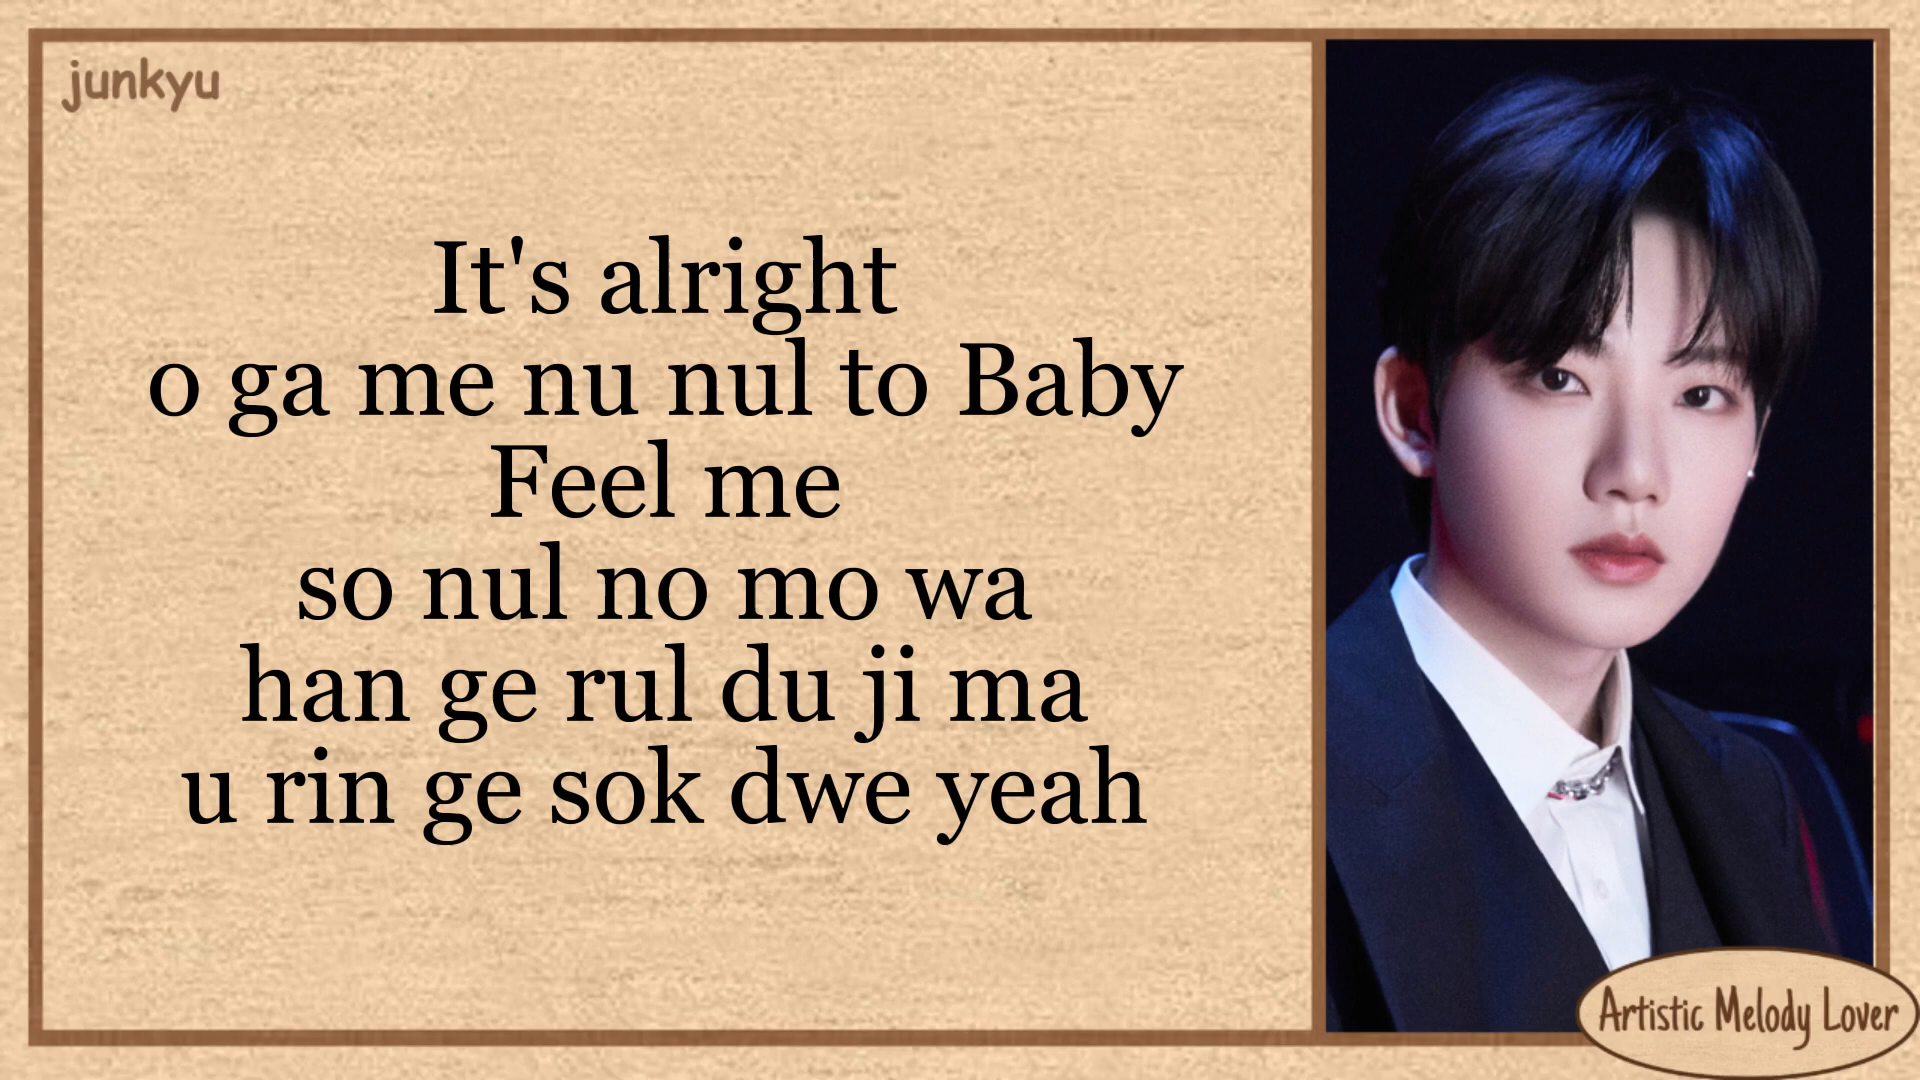 junkyu
It's alright
o ga me nu nul to Baby
Feel me
so nul no mo wa
han ge rul du ji ma
u rin ge sok dwe yeah
Artistic Melody Lover